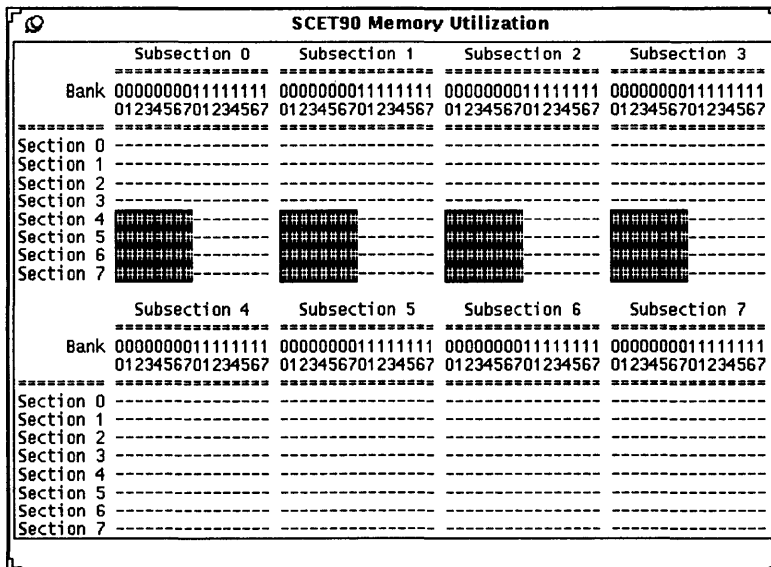 SCET90 Memory Utilization
Subsection 0 Subsection 1 Subsection 2 Subsection 3
================ ================ ================ ================
Bank 0000000011111111 0000000011111111 0000000011111111 0000000011111111
0123456701234567 0123456701234567 0123456701234567 0123456701234567
========= ================ ================ ================ ================
Section 0 ---------------- ---------------- ---------------- ----------------
Section 1 ---------------- ---------------- ---------------- ----------------
Section 2 ---------------- ---------------- ---------------- ----------------
Section 3 ---------------- ---------------- ---------------- ----------------
Section 4 ########-------- ########-------- ########-------- ########--------
Section 5 ########-------- ########-------- ########-------- ########--------
Section 6 ########-------- ########-------- ########-------- ########--------
Section 7 ########-------- ########-------- ########-------- ########--------
Subsection 4 Subsection 5 Subsection 6 Subsection 7
================ ================ ================ ================
Bank 0000000011111111 0000000011111111 0000000011111111 0000000011111111
0123456701234567 0123456701234567 0123456701234567 0123456701234567
========= ================ ================ ================ ================
Section 0 ---------------- ---------------- ---------------- ----------------
Section 1 ---------------- ---------------- ---------------- ----------------
Section 2 ---------------- ---------------- ---------------- ----------------
Section 3 ---------------- ---------------- ---------------- ----------------
Section 4 ---------------- ---------------- ---------------- ----------------
Section 5 ---------------- ---------------- ---------------- ----------------
Section 6 ---------------- ---------------- ---------------- ----------------
Section 7 ---------------- ---------------- ---------------- ----------------